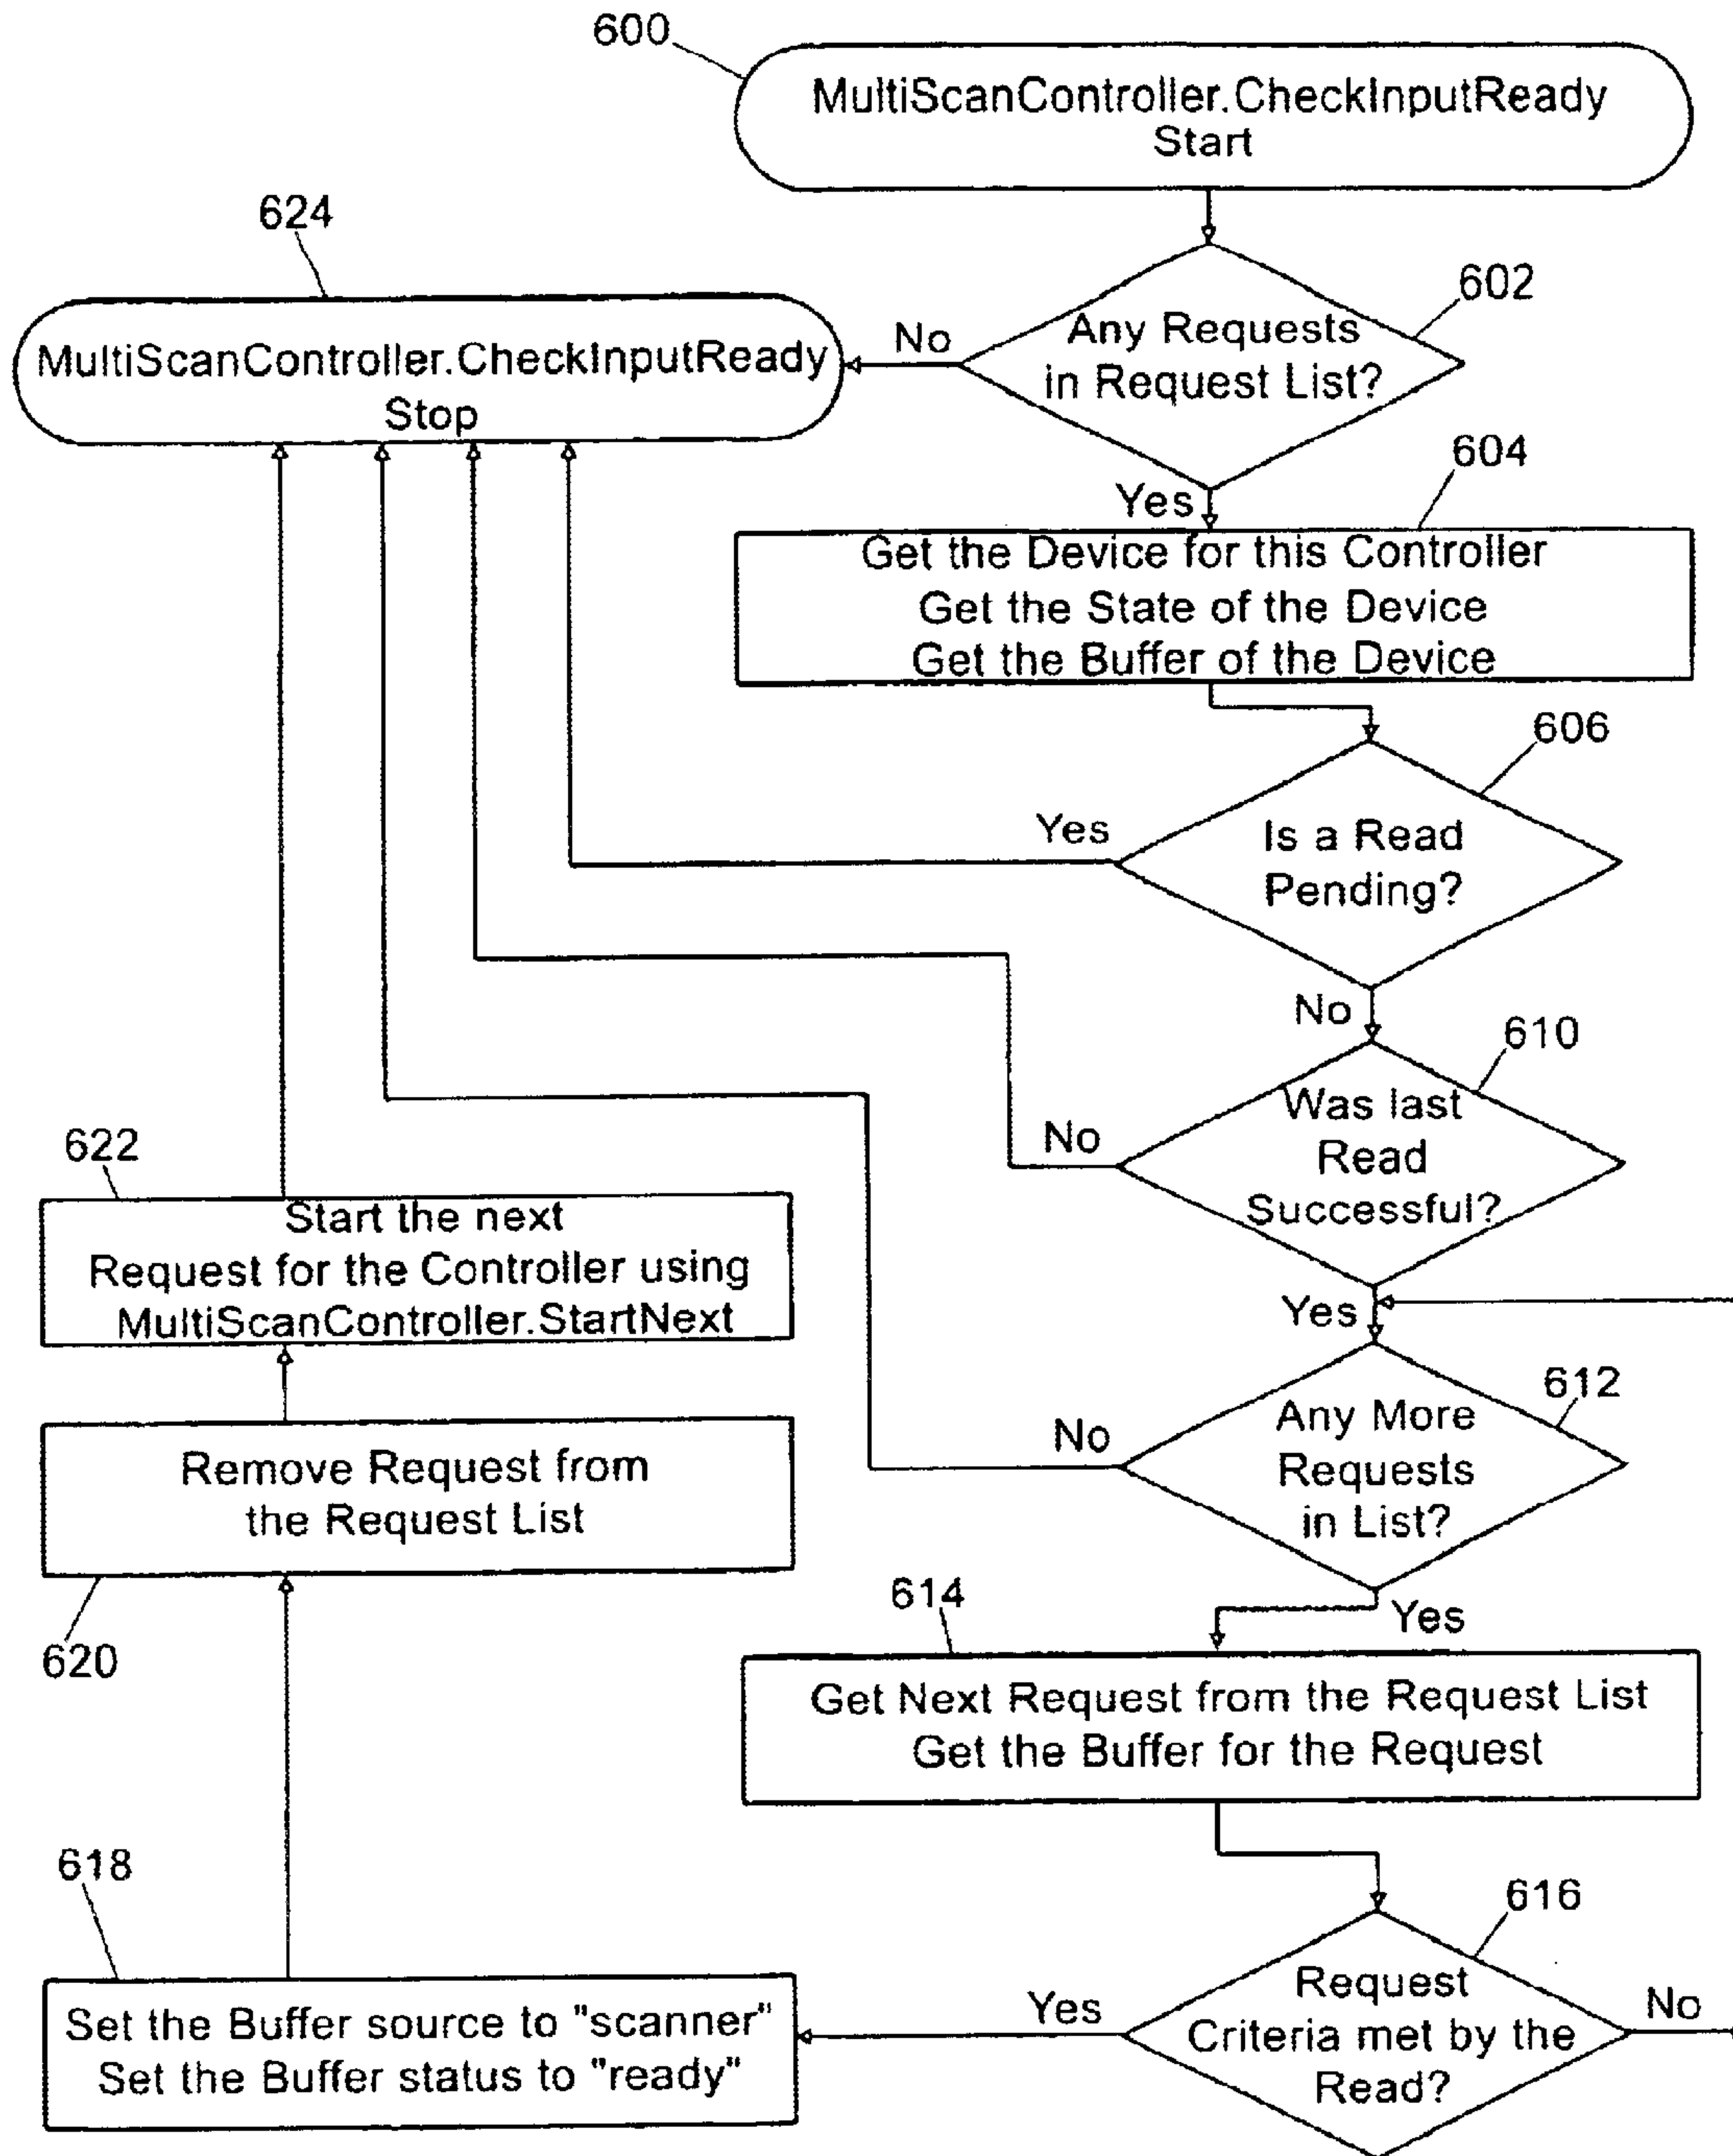 600
MultiScanController.CheckInputReady
Start
624
MultiScanController.CheckInputReady
Stop
602
No
Any Requests
in Request List?
Yes
604
Get the Device for this Controller
Get the State of the Device
Get the Buffer of the Device
606
Yes
Is a Read
Pending?
No
610
Was last
Read
Successful?
No
Yes
622
Start the next
Request for the Controller using
MultiScanController.StartNext
612
No
Any More
Requests
in List?
Yes
Remove Request from
the Request List
620
614
Get Next Request from the Request List
Get the Buffer for the Request
618
Set the Buffer source to "scanner"
Set the Buffer status to "ready"
616
Yes
Request
Criteria met by the
Read?
No